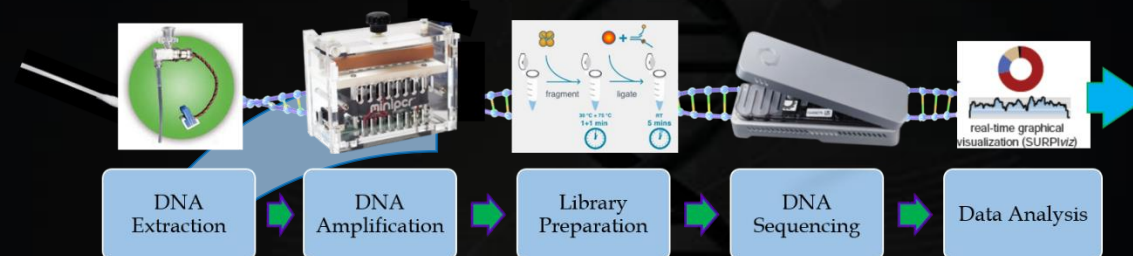 minipcr
fragment
ligate
30 °C + 75 °C
1+1 min
RT
5 mins
real-time graphical
visualization (SURPIviz)
DNA
Extraction
DNA
Amplification
Library
Preparation
DNA
Sequencing
Data Analysis